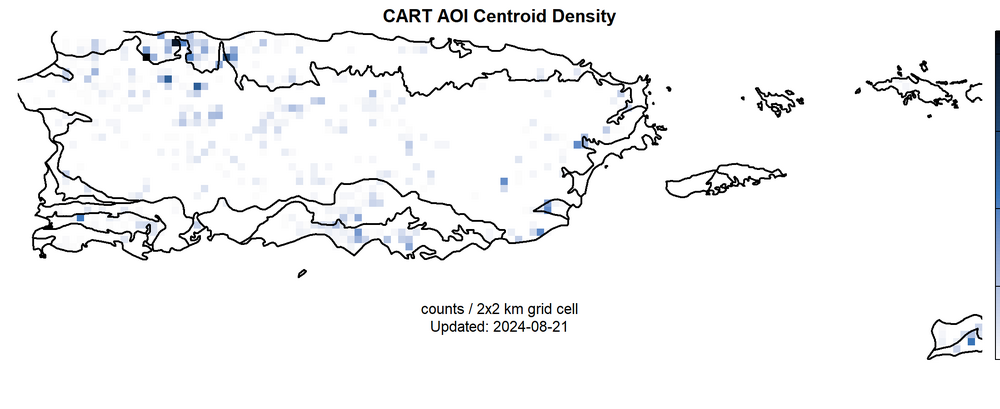 CART AOI Centroid Density
counts / 2x2 km grid cell
Updated: 2024-08-21